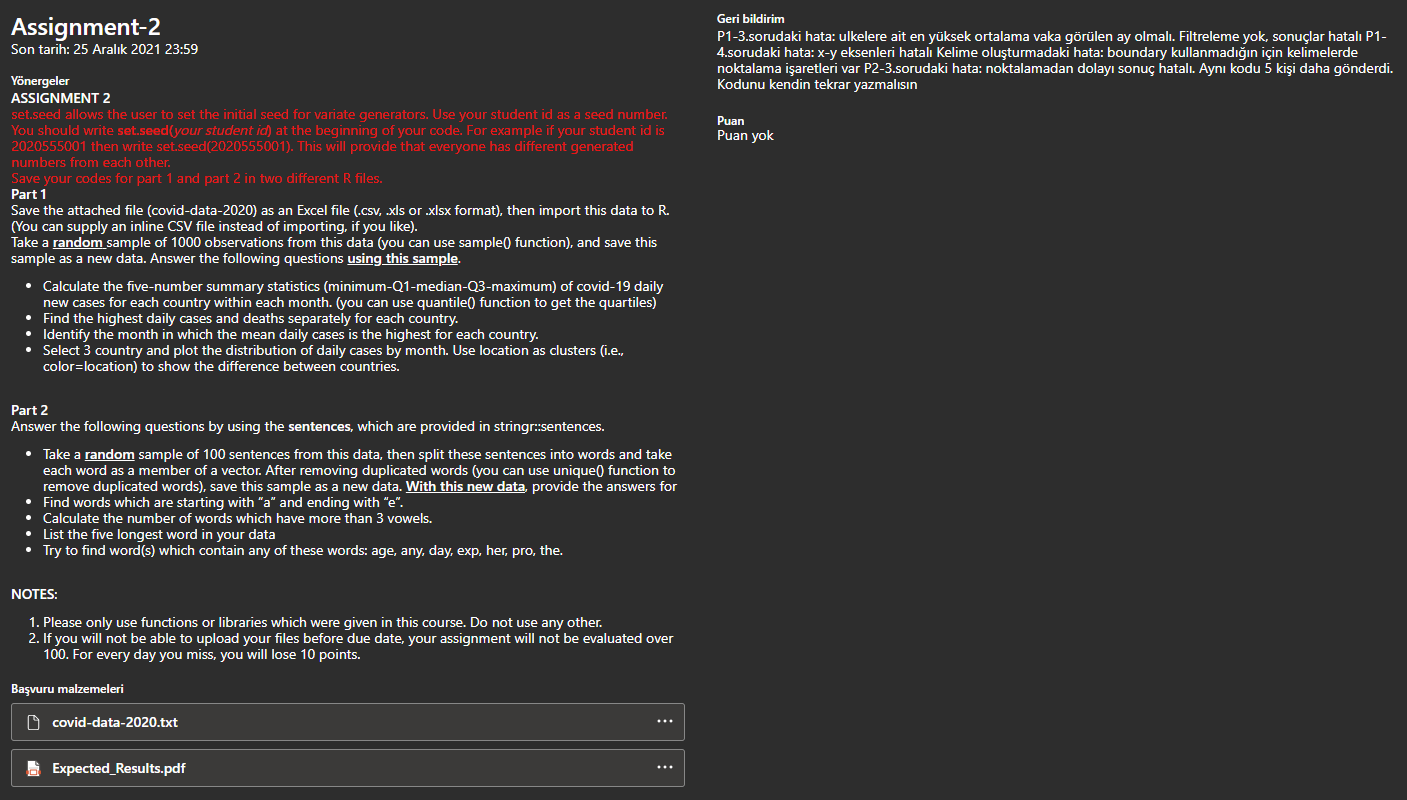 Assignment-2
Son tarih: 25 Aralık 2021 23:59
Yönergeler
ASSIGNMENT 2
set.seed allows the user to set the initial seed for variate generators. Use your student id as a seed number.
You should write set.seed(your student id) at the beginning of your code. For example if your student id is
2020555001 then write set.seed(2020555001). This will provide that everyone has different generated
numbers from each other.
Save your codes for part 1 and part 2 in two different R files.
Part 1
Save the attached file (covid-data-2020) as an Excel file (.csv, .xls or .xlsx format), then import this data to R.
(You can supply an inline CSV file instead of importing, if you like).
Take a random sample of 1000 observations from this data (you can use sample() function), and save this
sample as a new data. Answer the following questions using this sample.
• Calculate the five-number summary statistics (minimum-Q1-median-Q3-maximum) of covid-19 daily
new cases for each country within each month. (you can use quantile() function to get the quartiles)
• Find the highest daily cases and deaths separately for each country.
• Identify the month in which the mean daily cases is the highest for each country.
• Select 3 country and plot the distribution of daily cases by month. Use location as clusters (i.e.,
color=location) to show the difference between countries.
Part 2
Answer the following questions by using the sentences, which are provided in stringr::sentences.
• Take a random sample of 100 sentences from this data, then split these sentences into words and take
each word as a member of a vector. After removing duplicated words (you can use unique() function to
remove duplicated words), save this sample as a new data. With this new data, provide the answers for
• Find words which are starting with “a” and ending with “e”.
• Calculate the number of words which have more than 3 vowels.
• List the five longest word in your data
• Try to find word(s) which contain any of these words: age, any, day, exp, her, pro, the.
NOTES:
1. Please only use functions or libraries which were given in this course. Do not use any other.
2. If you will not be able to upload your files before due date, your assignment will not be evaluated over
100. For every day you miss, you will lose 10 points.
Başvuru malzemeleri
covid-data-2020.txt
Expected_Results.pdf
Geri bildirim
P1-3.sorudaki hata: ulkelere ait en yüksek ortalama vaka görülen ay olmalı. Filtreleme yok, sonuçlar hatalı P1-
4.sorudaki hata: x-y eksenleri hatalı Kelime oluşturmadaki hata: boundary kullanmadığın için kelimelerde
noktalama işaretleri var P2-3.sorudaki hata: noktalamadan dolayı sonuç hatalı. Aynı kodu 5 kişi daha gönderdi.
Kodunu kendin tekrar yazmalısın
Puan
Puan yok